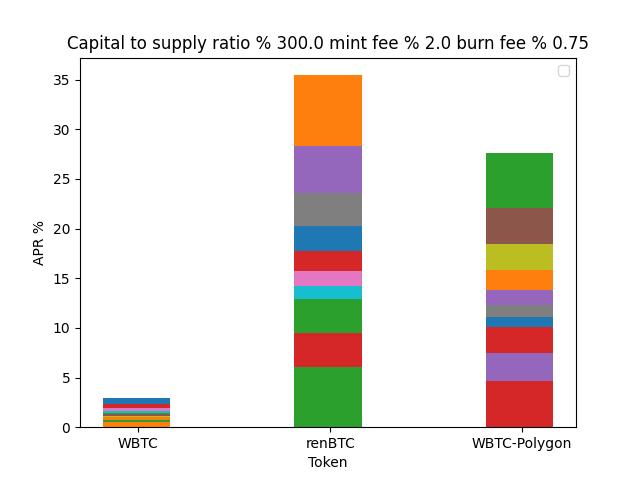 Capital to supply ratio % 300.0 mint fee % 2.0 burn fee % 0.75
35
30
25
20
15
10
5
0
APR %
WBTC
renBTC
WBTC-Polygon
Token